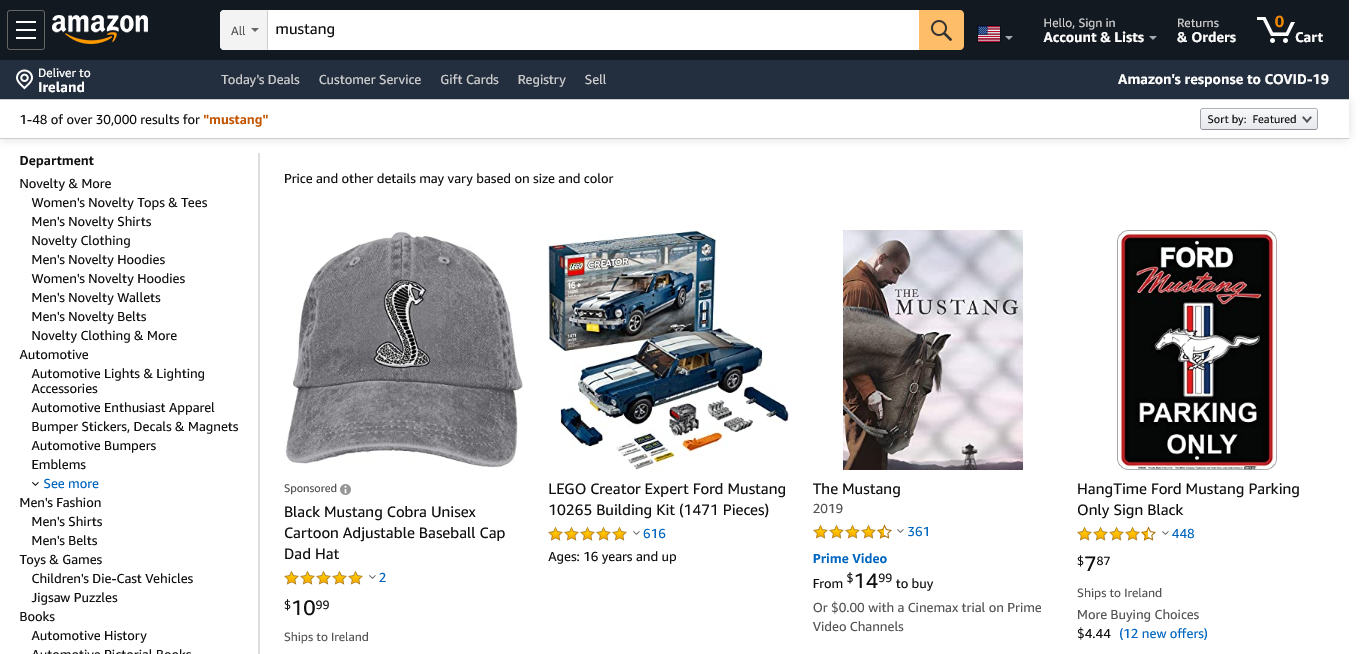 amazon
All
mustang
Hello, Sign in
Account & Lists
Returns
& Orders
0
Cart
Deliver to
Ireland
Today's Deals
Customer Service
Gift Cards
Registry
Sell
Amazon's response to COVID-19
1-48 of over 30,000 results for "mustang"
Sort by: Featured
Department
Novelty & More
Women's Novelty Tops & Tees
Men's Novelty Shirts
Novelty Clothing
Men's Novelty Hoodies
Women's Novelty Hoodies
Men's Novelty Wallets
Men's Novelty Belts
Novelty Clothing & More
Automotive
Automotive Lights & Lighting
Accessories
Automotive Enthusiast Apparel
Bumper Stickers, Decals & Magnets
Automotive Bumpers
Emblems
See more
Men's Fashion
Men's Shirts
Men's Belts
Toys & Games
Children's Die-Cast Vehicles
Jigsaw Puzzles
Books
Automotive History
Automotive Pictorial Books
Price and other details may vary based on size and color
Sponsored
Black Mustang Cobra Unisex
Cartoon Adjustable Baseball Cap
Dad Hat
2
$10.99
Ships to Ireland
LEGO
CREATOR
16+
LEGO Creator Expert Ford Mustang
10265 Building Kit (1471 Pieces)
616
Ages: 16 years and up
THE
MUSTANG
The Mustang
2019
361
Prime Video
From $14.99 to buy
Or $0.00 with a Cinemax trial on Prime
Video Channels
FORD
Mustang
PARKING
ONLY
HangTime Ford Mustang Parking
Only Sign Black
448
$7.87
Ships to Ireland
More Buying Choices
$4.44 (12 new offers)